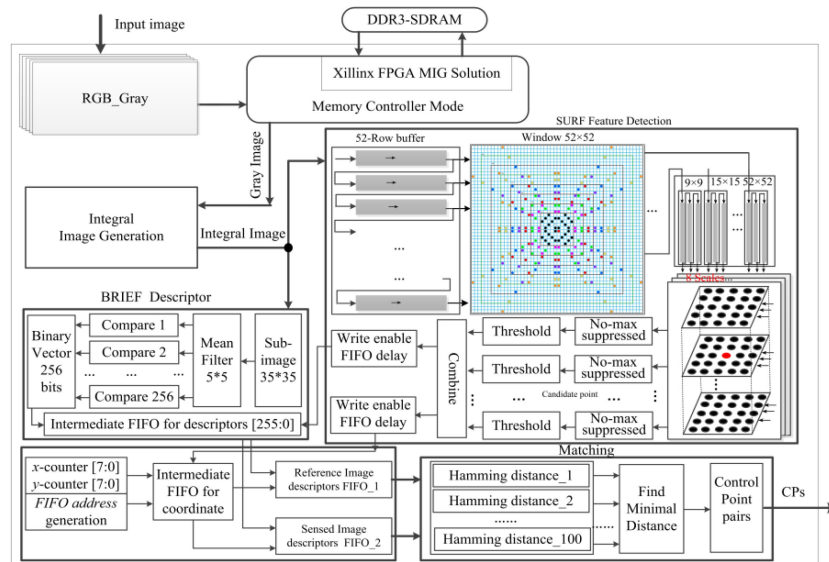 Input image
DDR3-SDRAM
RGB_Gray
Xillinx FPGA MIG Solution
Memory Controller Mode
SURF Feature Detection
Gray Image
52-Row buffer
Window 52×52
9×9
15×15
52×52
...
...
Integral
Image Generation
Integral Image
...
...
8 Scales...
BRIEF Descriptor
Binary
Vector
256
bits
Compare 1
Compare 2
... ... ...
Compare 256
Mean
Filter
5*5
Sub-
image
35*35
Intermediate FIFO for descriptors [255:0]
Write enable
FIFO delay
Write enable
FIFO delay
Combine
Threshold
No-max
suppressed
Threshold
No-max
suppressed
... Candidate point ...
Threshold
No-max
suppressed
x-counter [7:0]
y-counter [7:0]
FIFO address
generation
Intermediate
FIFO for
coordinate
Reference Image
descriptors FIFO_1
Sensed Image
descriptors FIFO_2
Matching
Hamming distance_1
Hamming distance_2
......
Hamming distance_100
......
Find
Minimal
Distance
Control
Point
pairs
CPs